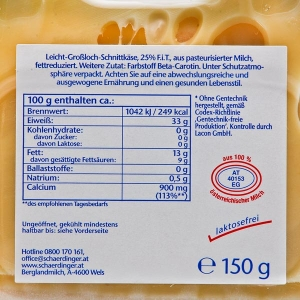 Leicht-Großloch-Schnittkäse, 25% F.i.T., aus pasteurisierter Milch,
fettreduziert. Weitere Zutat: Farbstoff Beta-Carotin. Unter Schutzatmo-
sphäre verpackt. Achten Sie auf eine abwechslungsreiche und
ausgewogene Ernährung und einen gesunden Lebensstil.
100 g enthalten ca.:
Brennwert: 1042 kJ / 249 kcal
Eiweiß: 33 g
Kohlenhydrate: 0 g
davon Zucker: 0 g
davon Laktose: 0 g
Fett: 13 g
davon gesättigte Fettsäuren: 9 g
Ballaststoffe: 0 g
Natrium: 0,5 g
Calcium 900 mg
(113%**)
**des empfohlenen Tagesbedarfs
* Ohne Gentechnik
hergestellt, gemäß
Codex-Richtlinie
„Gentechnik-freie
Produktion". Kontrolle durch
Lacon GmbH.
aus 100 %
AT
40153
EG
österreichischer Milch
laktosefrei
Ungeöffnet, gekühlt mindestens
haltbar bis: siehe Vorderseite
Hotline 0800 170 161,
office@schaerdinger.at
www.schaerdinger.at
Berglandmilch, A-4600 Wels
℮ 150 g